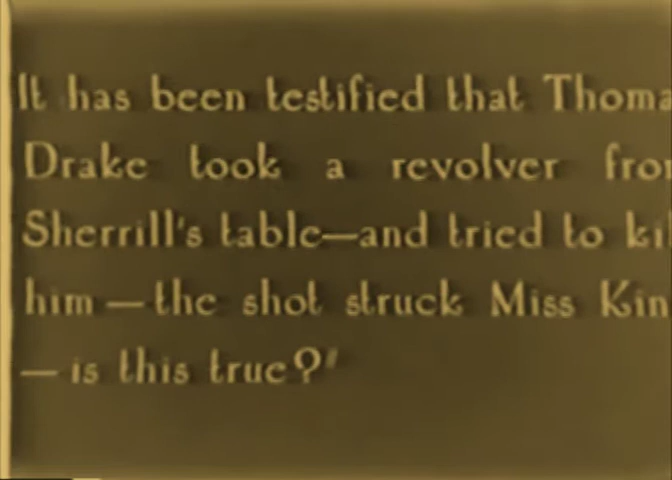 It has been testified that Thoma
Drake took a revolver fro
Sherrill's table—and tried to kil
him — the shot struck Miss Kin
— is this true?"